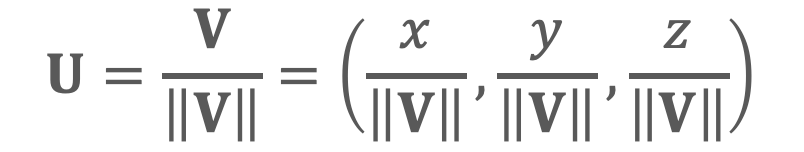 U = V / ‖V‖ = ( x / ‖V‖ , y / ‖V‖ , z / ‖V‖ )